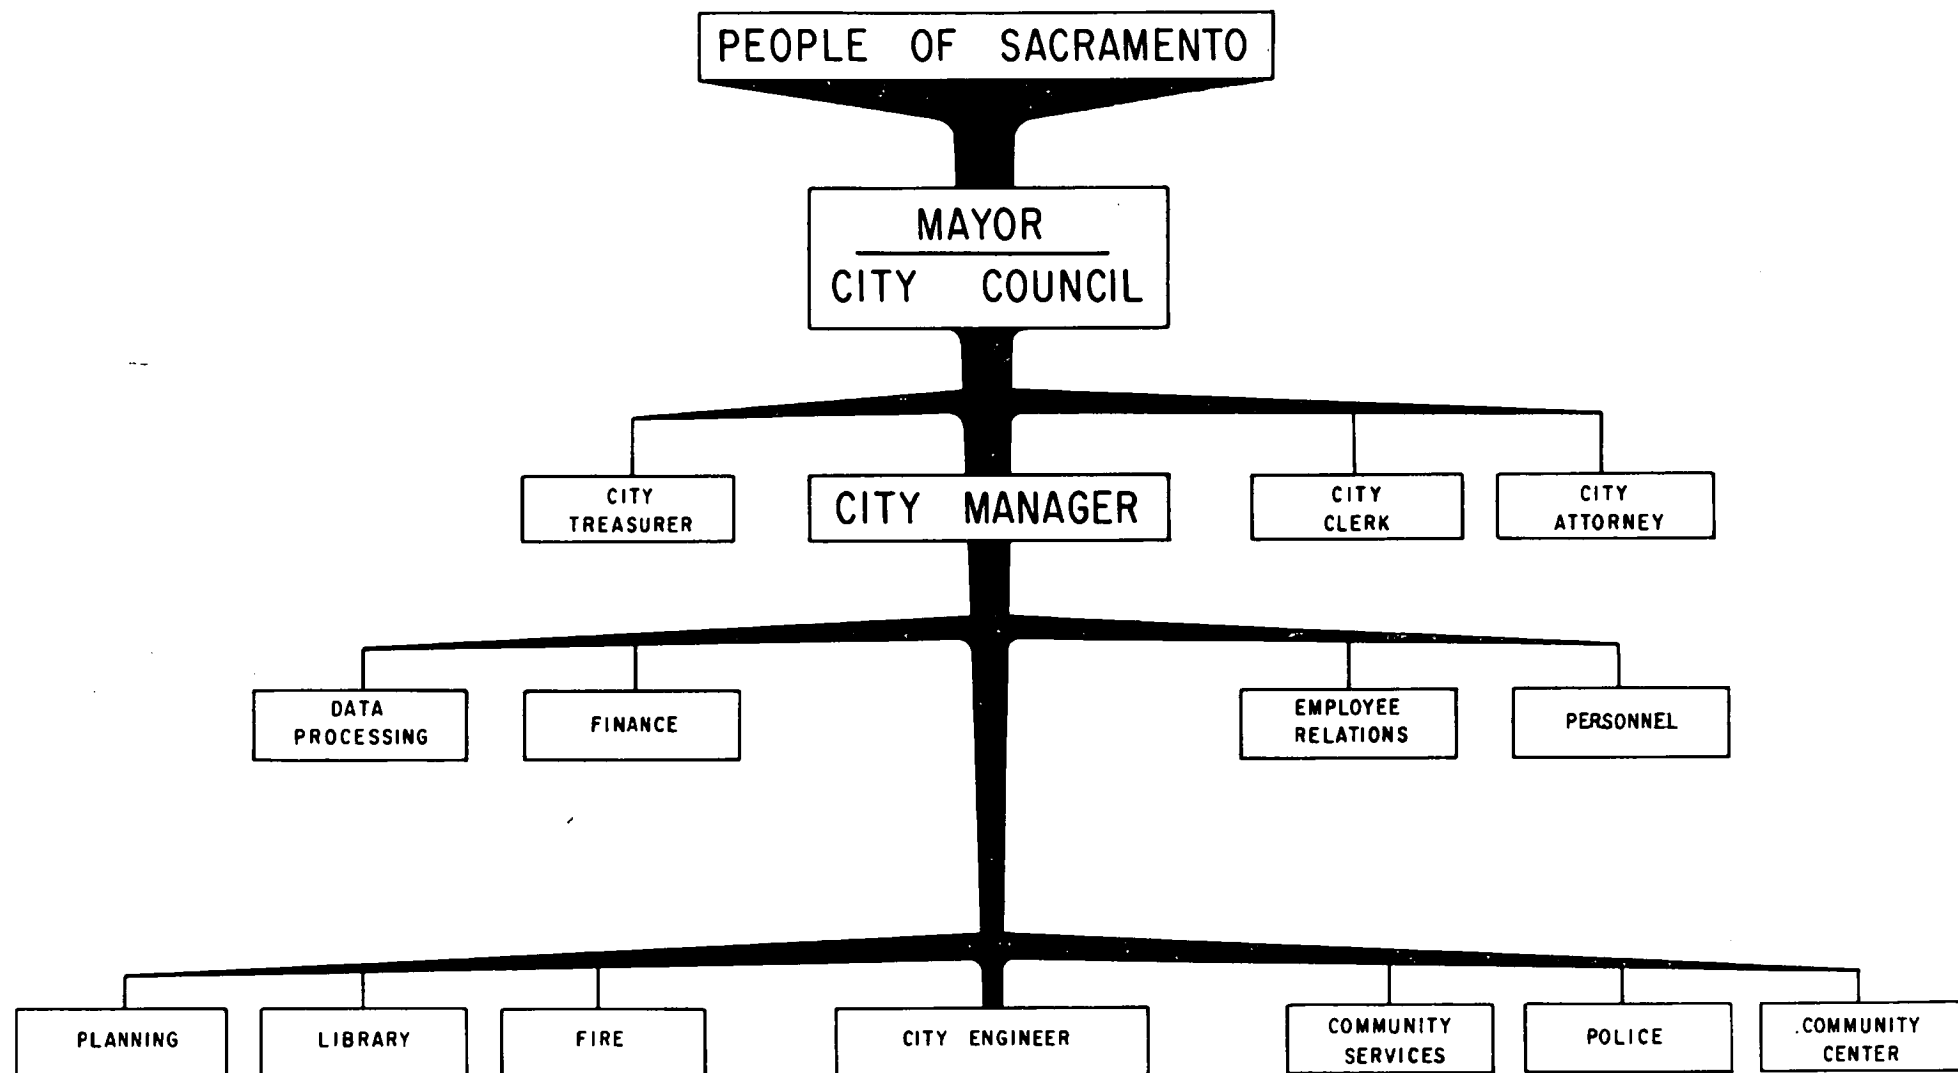 PEOPLE OF SACRAMENTO
MAYOR
CITY COUNCIL
CITY
TREASURER
CITY MANAGER
CITY
CLERK
CITY
ATTORNEY
DATA
PROCESSING
FINANCE
EMPLOYEE
RELATIONS
PERSONNEL
PLANNING
LIBRARY
FIRE
CITY ENGINEER
COMMUNITY
SERVICES
POLICE
COMMUNITY
CENTER